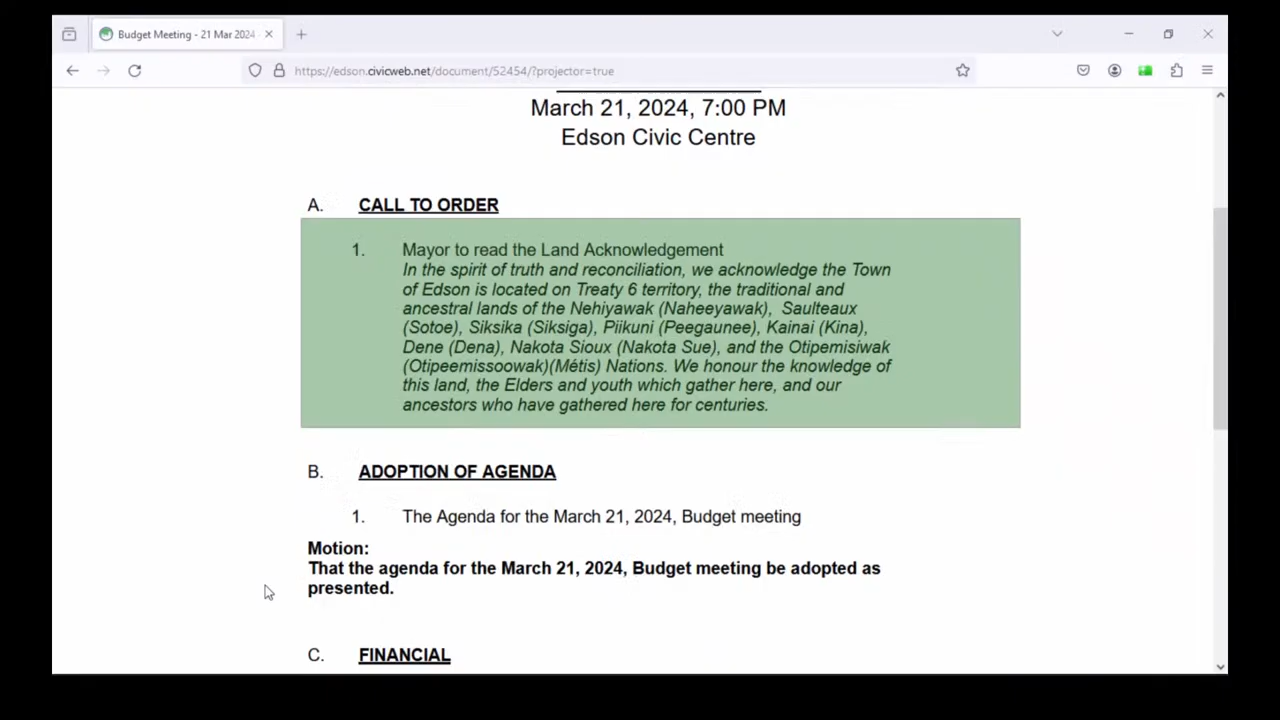 Budget Meeting - 21 Mar 2024
https://edson.civicweb.net/document/52454/?projector=true
March 21, 2024, 7:00 PM
Edson Civic Centre
A. CALL TO ORDER
1. Mayor to read the Land Acknowledgement
In the spirit of truth and reconciliation, we acknowledge the Town
of Edson is located on Treaty 6 territory, the traditional and
ancestral lands of the Nehiyawak (Naheeyawak), Saulteaux
(Sotoe), Siksika (Siksiga), Piikuni (Peegaunee), Kainai (Kina),
Dene (Dena), Nakota Sioux (Nakota Sue), and the Otipemisiwak
(Otipeemissoowak)(Métis) Nations. We honour the knowledge of
this land, the Elders and youth which gather here, and our
ancestors who have gathered here for centuries.
B. ADOPTION OF AGENDA
1. The Agenda for the March 21, 2024, Budget meeting
Motion:
That the agenda for the March 21, 2024, Budget meeting be adopted as
presented.
C. FINANCIAL